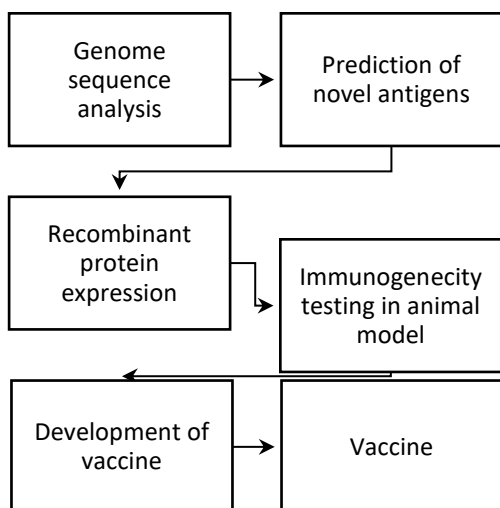 Genome
sequence
analysis
Prediction of
novel antigens
Recombinant
protein
expression
Immunogenecity
testing in animal
model
Development of
vaccine
Vaccine